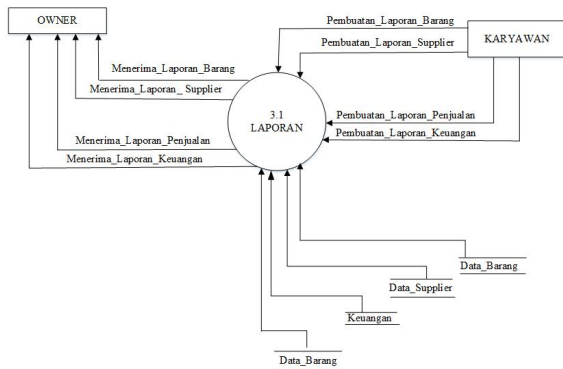 OWNER
Pembuatan_Laporan_Barang
KARYAWAN
Pembuatan_Laporan_Supplier
Menerima_Laporan_Barang
Menerima_Laporan_ Supplier
3.1
LAPORAN
Pembuatan_Laporan_Penjualan
Pembuatan_Laporan_Keuangan
Menerima_Laporan_Penjualan
Menerima_Laporan_Keuangan
Data_Barang
Data_Supplier
Keuangan
Data_Barang